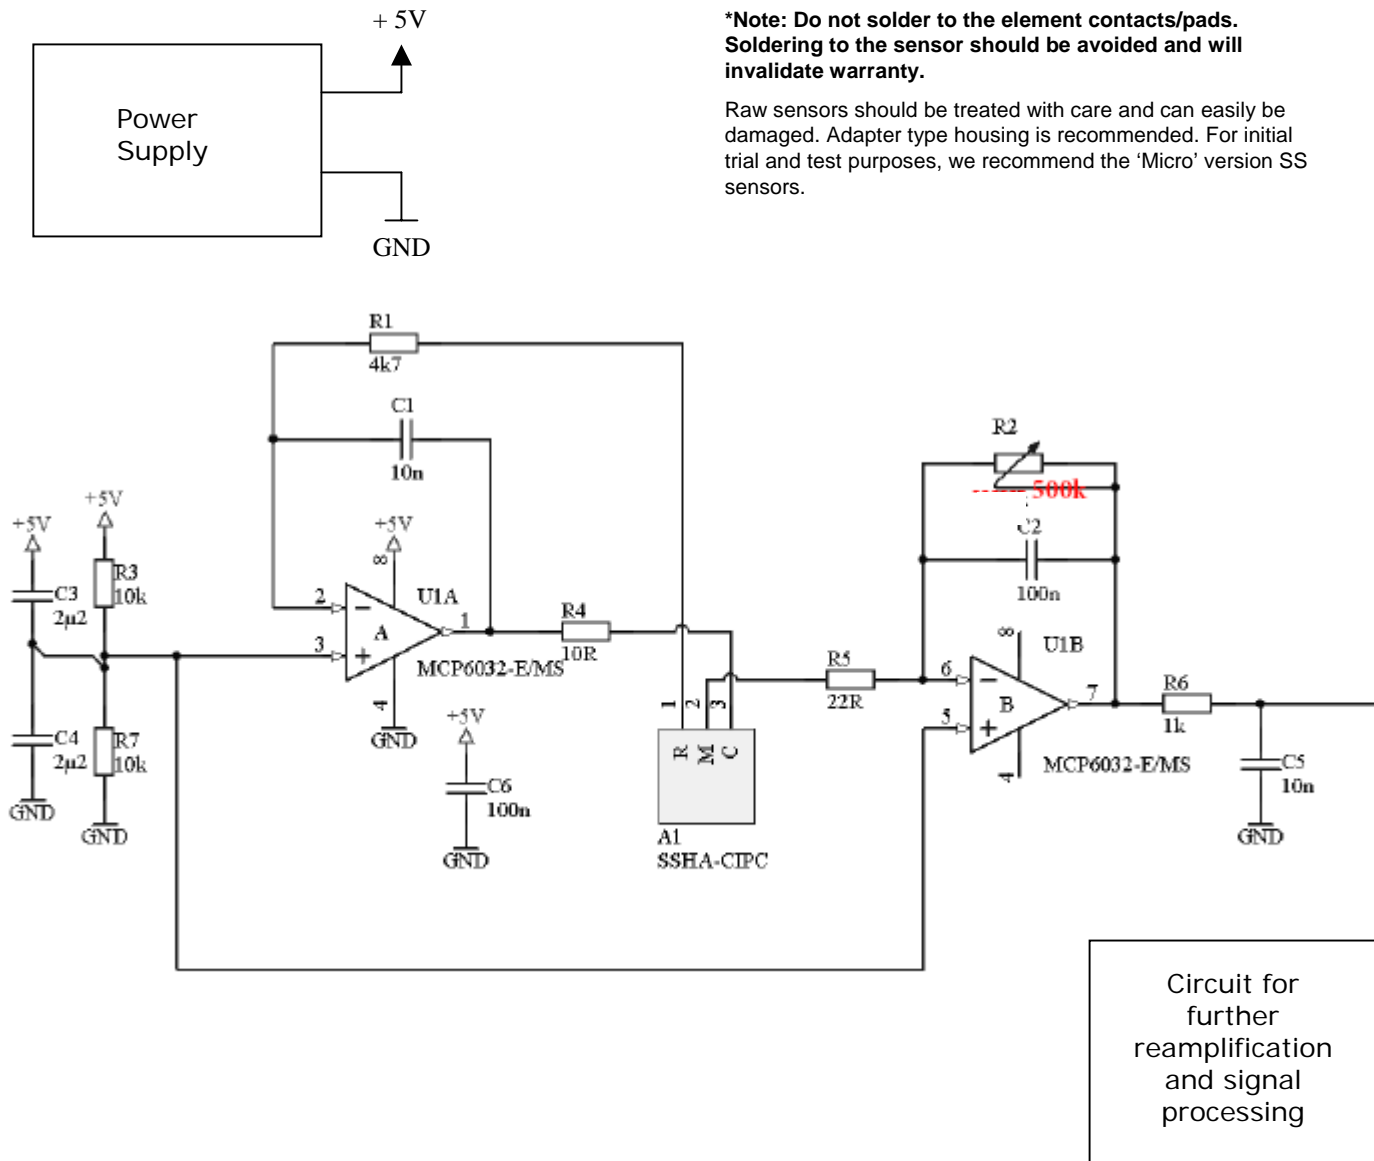 + 5V
Power
Supply
GND
*Note: Do not solder to the element contacts/pads.
Soldering to the sensor should be avoided and will
invalidate warranty.
Raw sensors should be treated with care and can easily be
damaged. Adapter type housing is recommended. For initial
trial and test purposes, we recommend the ‘Micro’ version SS
sensors.
R1
4k7
C1
10n
R2
500k
C2
100n
+5V
+5V
+5V
R3
10k
C3
2µ2
8
2
3
A
1
U1A
MCP6032-E/MS
4
GND
R4
10R
C4
2µ2
R7
10k
GND
GND
+5V
C6
100n
GND
1
2
3
R
M
C
A1
SSHA-CIPC
R5
22R
8
U1B
6
5
B
7
4
MCP6032-E/MS
R6
1k
C5
10n
GND
Circuit for
further
reamplification
and signal
processing